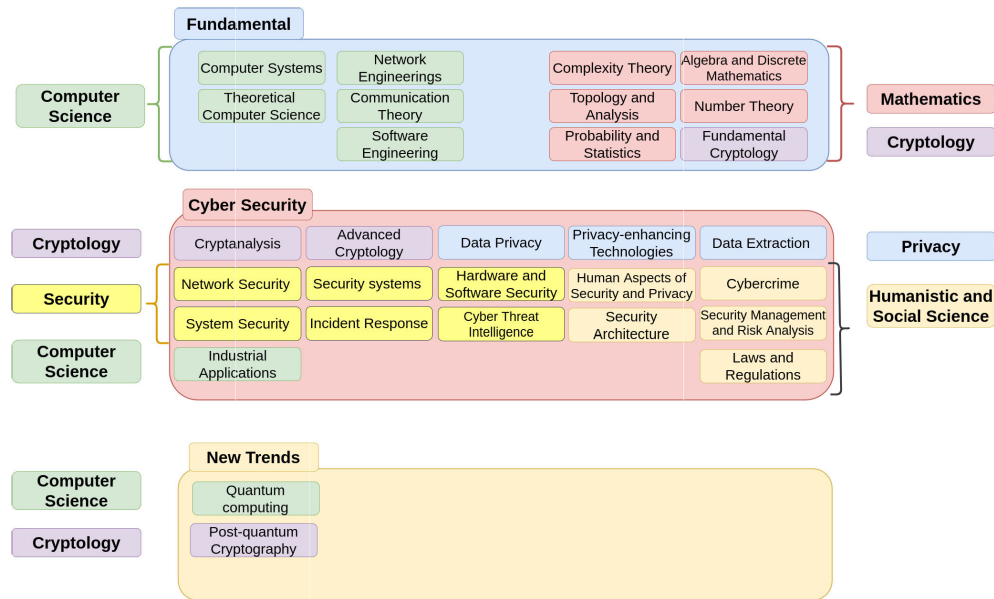 Fundamental
Computer
Science
Computer Systems
Network
Engineerings
Theoretical
Computer Science
Communication
Theory
Software
Engineering
Complexity Theory
Algebra and Discrete
Mathematics
Topology and
Analysis
Number Theory
Probability and
Statistics
Fundamental
Cryptology
Mathematics
Cryptology
Cyber Security
Cryptology
Cryptanalysis
Advanced
Cryptology
Data Privacy
Privacy-enhancing
Technologies
Data Extraction
Privacy
Security
Network Security
Security systems
Hardware and
Software Security
Human Aspects of
Security and Privacy
Cybercrime
Humanistic and
Social Science
System Security
Incident Response
Cyber Threat
Intelligence
Security
Architecture
Security Management
and Risk Analysis
Computer
Science
Industrial
Applications
Laws and
Regulations
New Trends
Computer
Science
Quantum
computing
Cryptology
Post-quantum
Cryptography